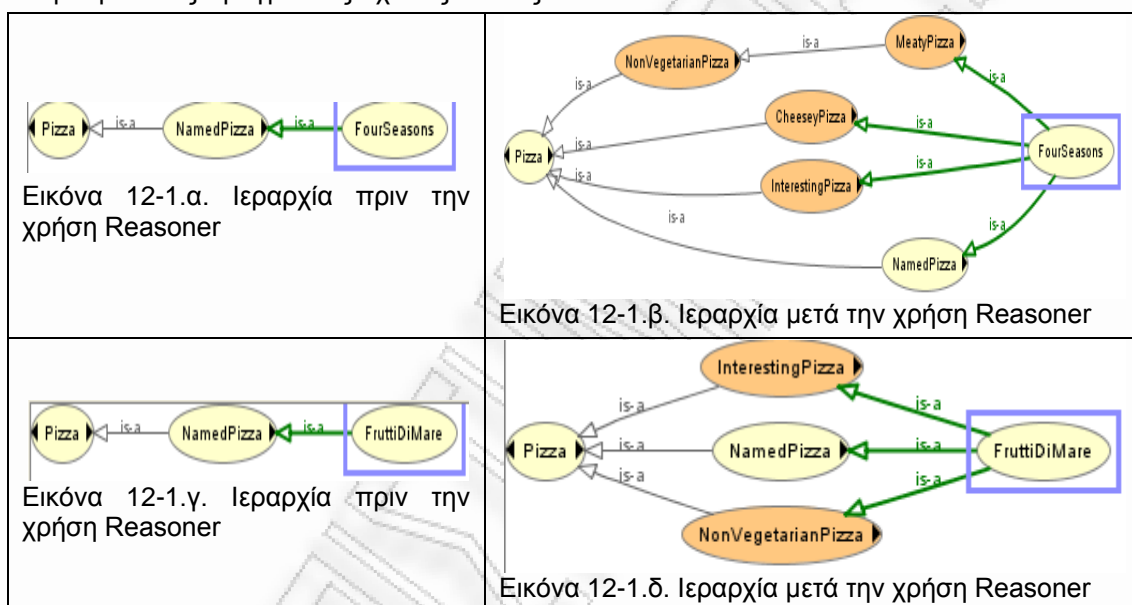 Pizza is-a NamedPizza is-a FourSeasons
Εικόνα 12-1.α. Ιεραρχία πριν την
χρήση Reasoner
MeatyPizza
is-a
NonVegetarianPizza
is-a
is-a
CheeseyPizza
is-a
is-a
FourSeasons
Pizza
is-a
is-a
InterestingPizza
is-a
is-a
NamedPizza
Εικόνα 12-1.β. Ιεραρχία μετά την χρήση Reasoner
Pizza is-a NamedPizza is-a FruttiDiMare
Εικόνα 12-1.γ. Ιεραρχία πριν την
χρήση Reasoner
InterestingPizza
is-a
is-a
Pizza is-a NamedPizza is-a FruttiDiMare
is-a
is-a
NonVegetarianPizza
Εικόνα 12-1.δ. Ιεραρχία μετά την χρήση Reasoner